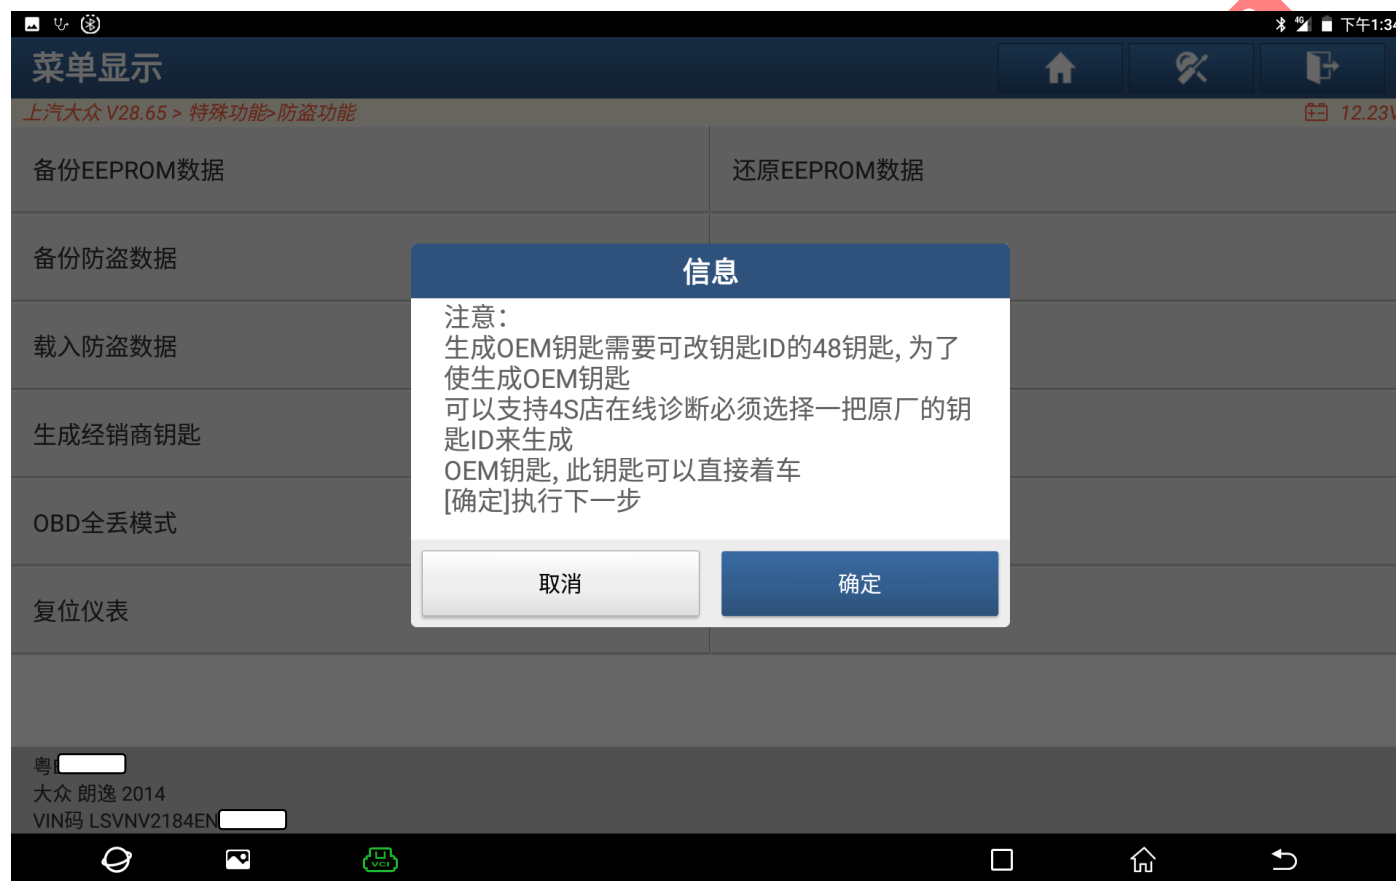 下午1:34
菜单显示
上汽大众 V28.65 > 特殊功能>防盗功能
12.23V
备份EEPROM数据
还原EEPROM数据
备份防盗数据
载入防盗数据
生成经销商钥匙
OBD全丢模式
复位仪表
信息
注意：
生成OEM钥匙需要可改钥匙ID的48钥匙, 为了
使生成OEM钥匙
可以支持4S店在线诊断必须选择一把原厂的钥
匙ID来生成
OEM钥匙, 此钥匙可以直接着车
[确定]执行下一步
取消
确定
粤
大众 朗逸 2014
VIN码 LSVNV2184EN
VCI